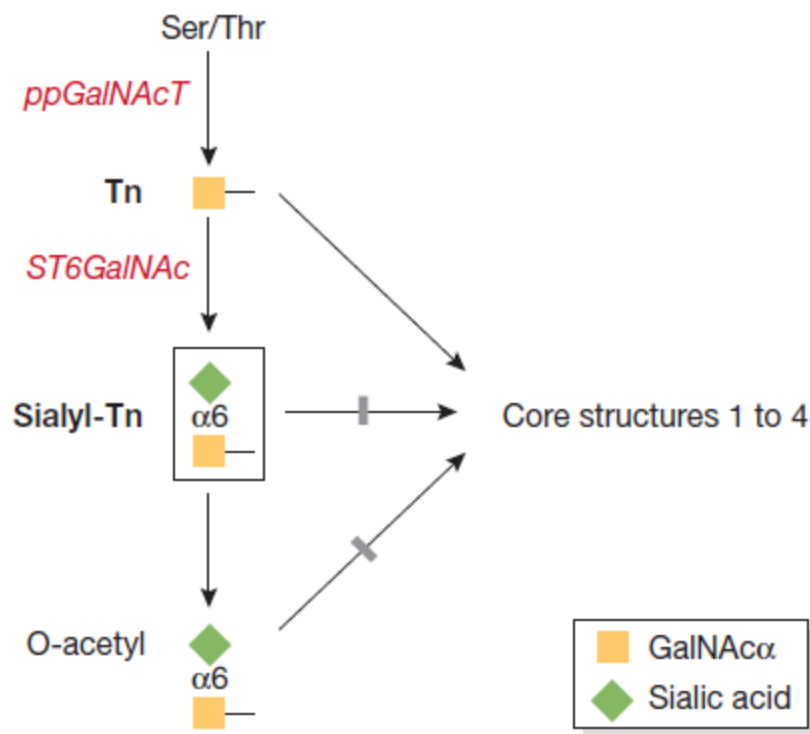 Ser/Thr
ppGalNAcT
Tn
ST6GalNAc
Sialyl-Tn
α6
Core structures 1 to 4
O-acetyl
α6
GalNAcα
Sialic acid